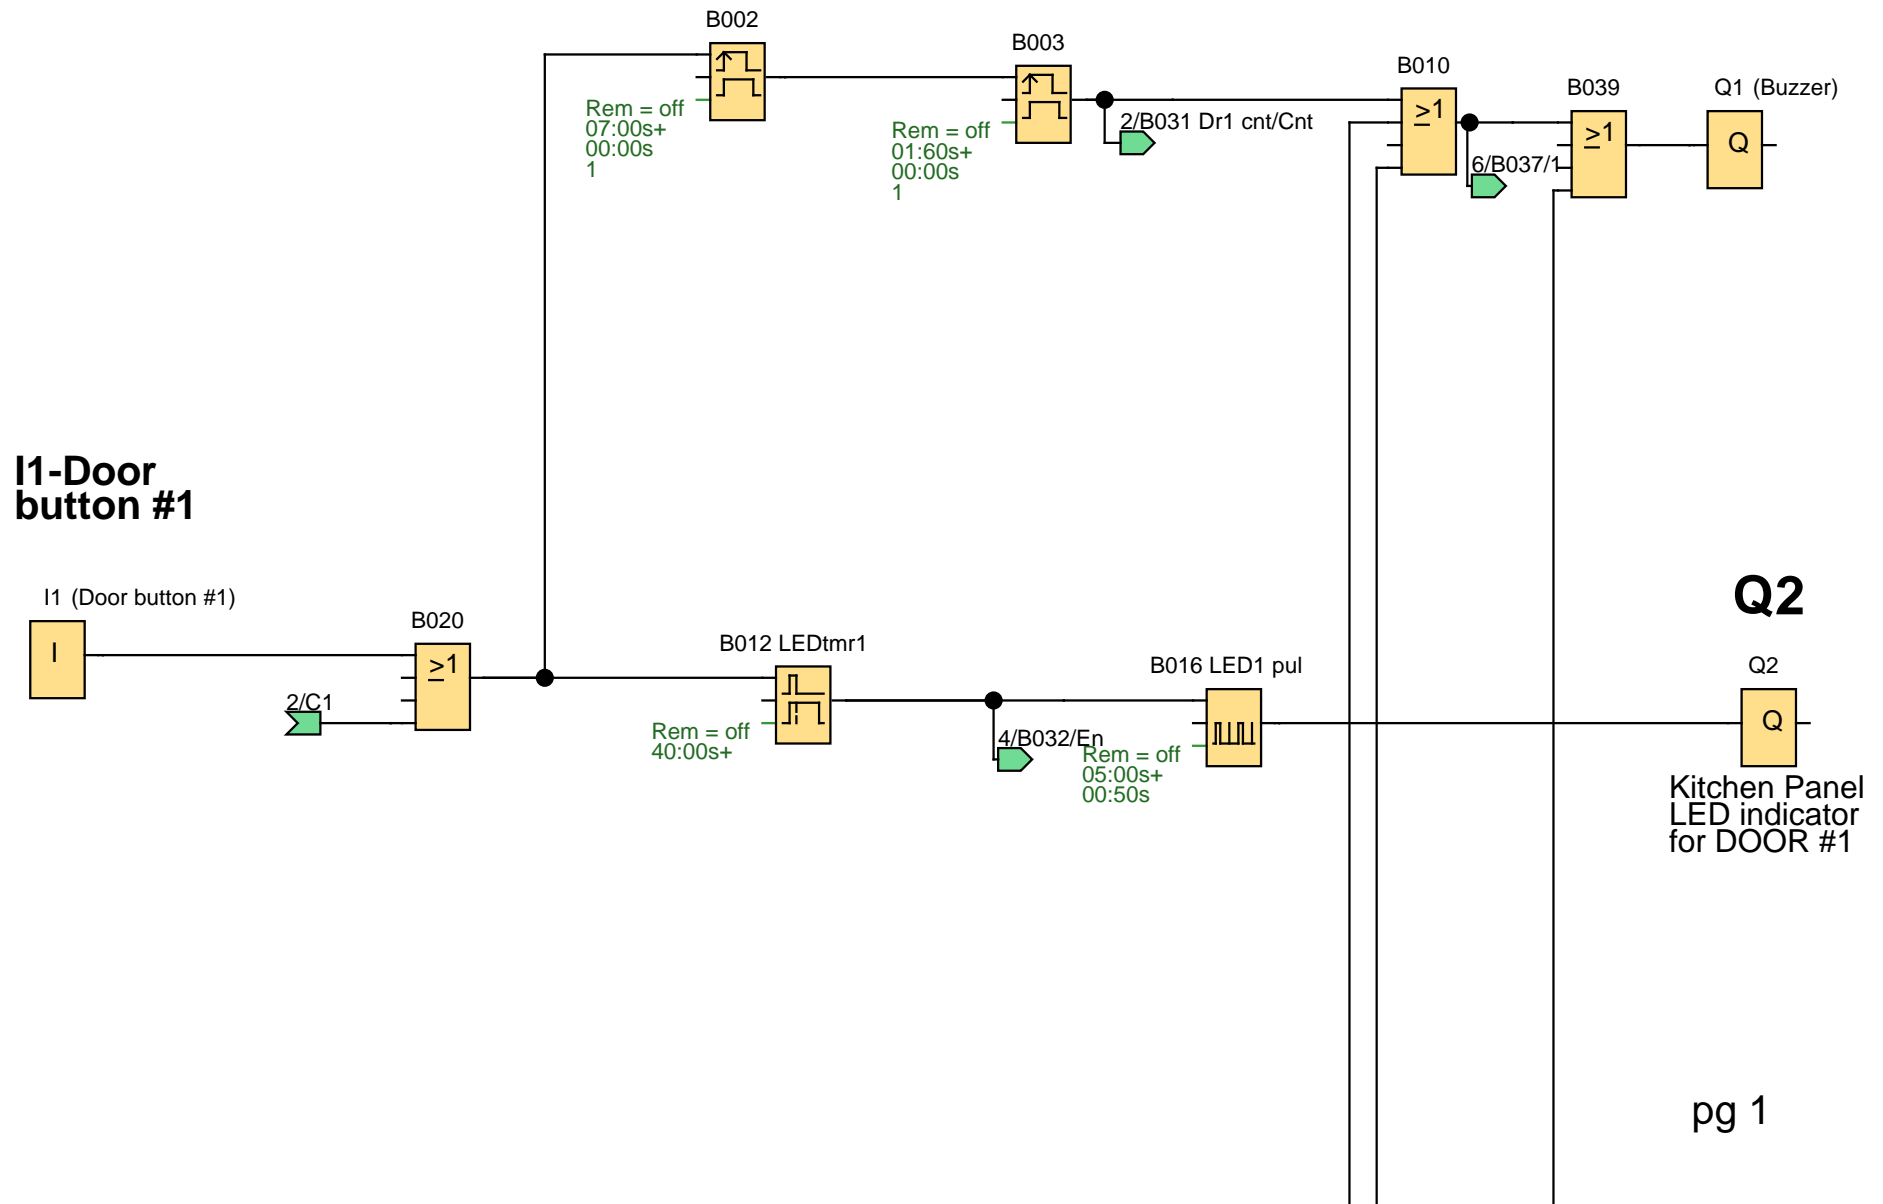 B002
B003
B010
B039
Q1 (Buzzer)
Rem = off
07:00s+
00:00s
1
Rem = off
01:60s+
00:00s
1
2/B031 Dr1 cnt/Cnt
≥1
6/B037/1
≥1
Q
I1-Door
button #1
I1 (Door button #1)
I
B020
≥1
2/C1
B012 LEDtmr1
Rem = off
40:00s+
4/B032/En
B016 LED1 pul
Rem = off
05:00s+
00:50s
Q2
Q2
Q
Kitchen Panel
LED indicator
for DOOR #1
pg 1